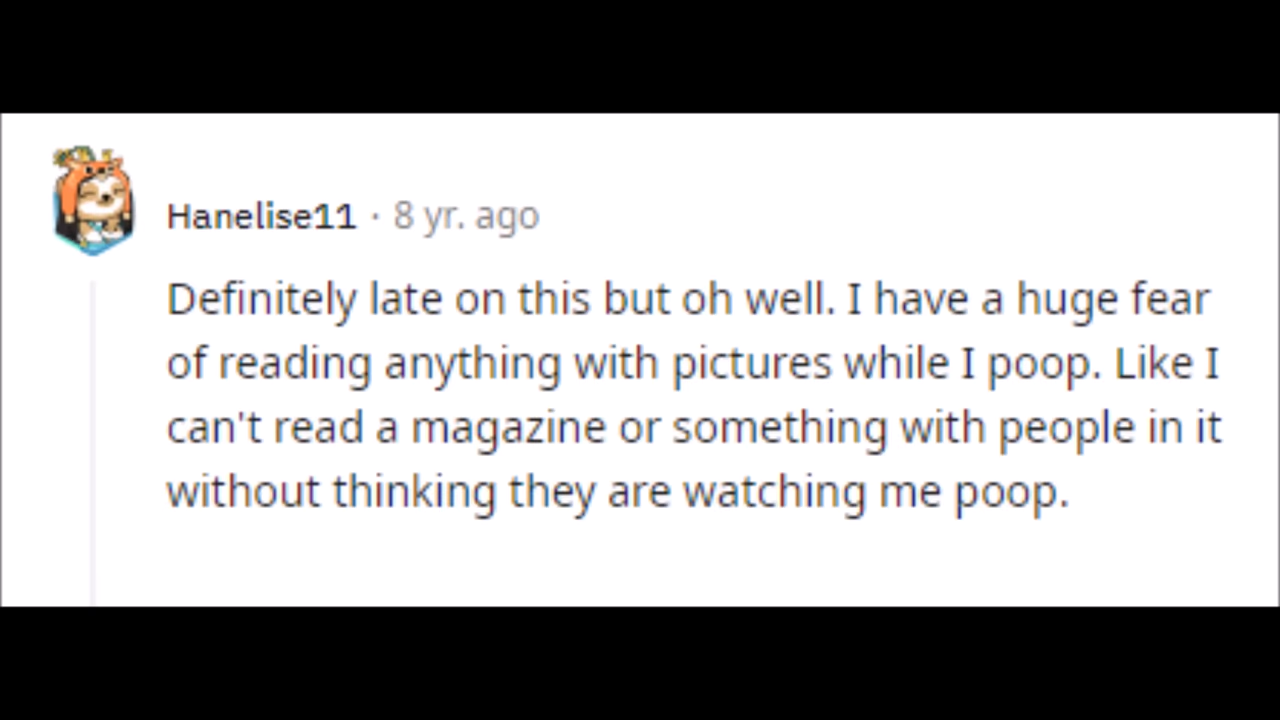 Hanelise11 · 8 yr. ago
Definitely late on this but oh well. I have a huge fear
of reading anything with pictures while I poop. Like I
can't read a magazine or something with people in it
without thinking they are watching me poop.